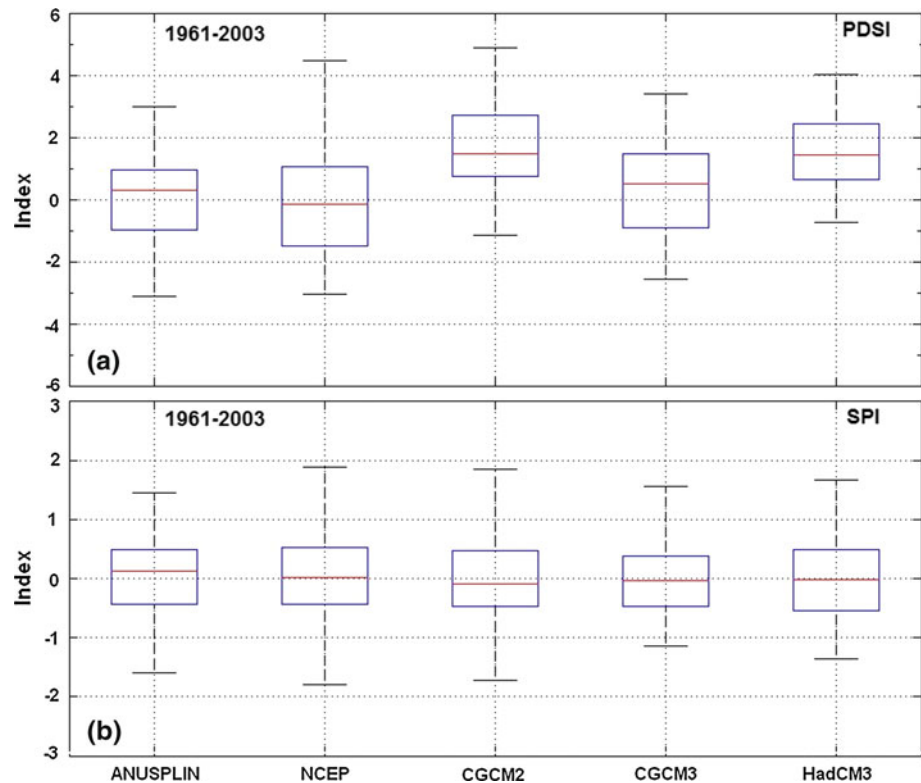 6
1961-2003
PDSI
4
2
0
-2
-4
-6
Index
(a)
3
1961-2003
SPI
2
1
0
-1
-2
-3
Index
(b)
ANUSPLIN NCEP CGCM2 CGCM3 HadCM3